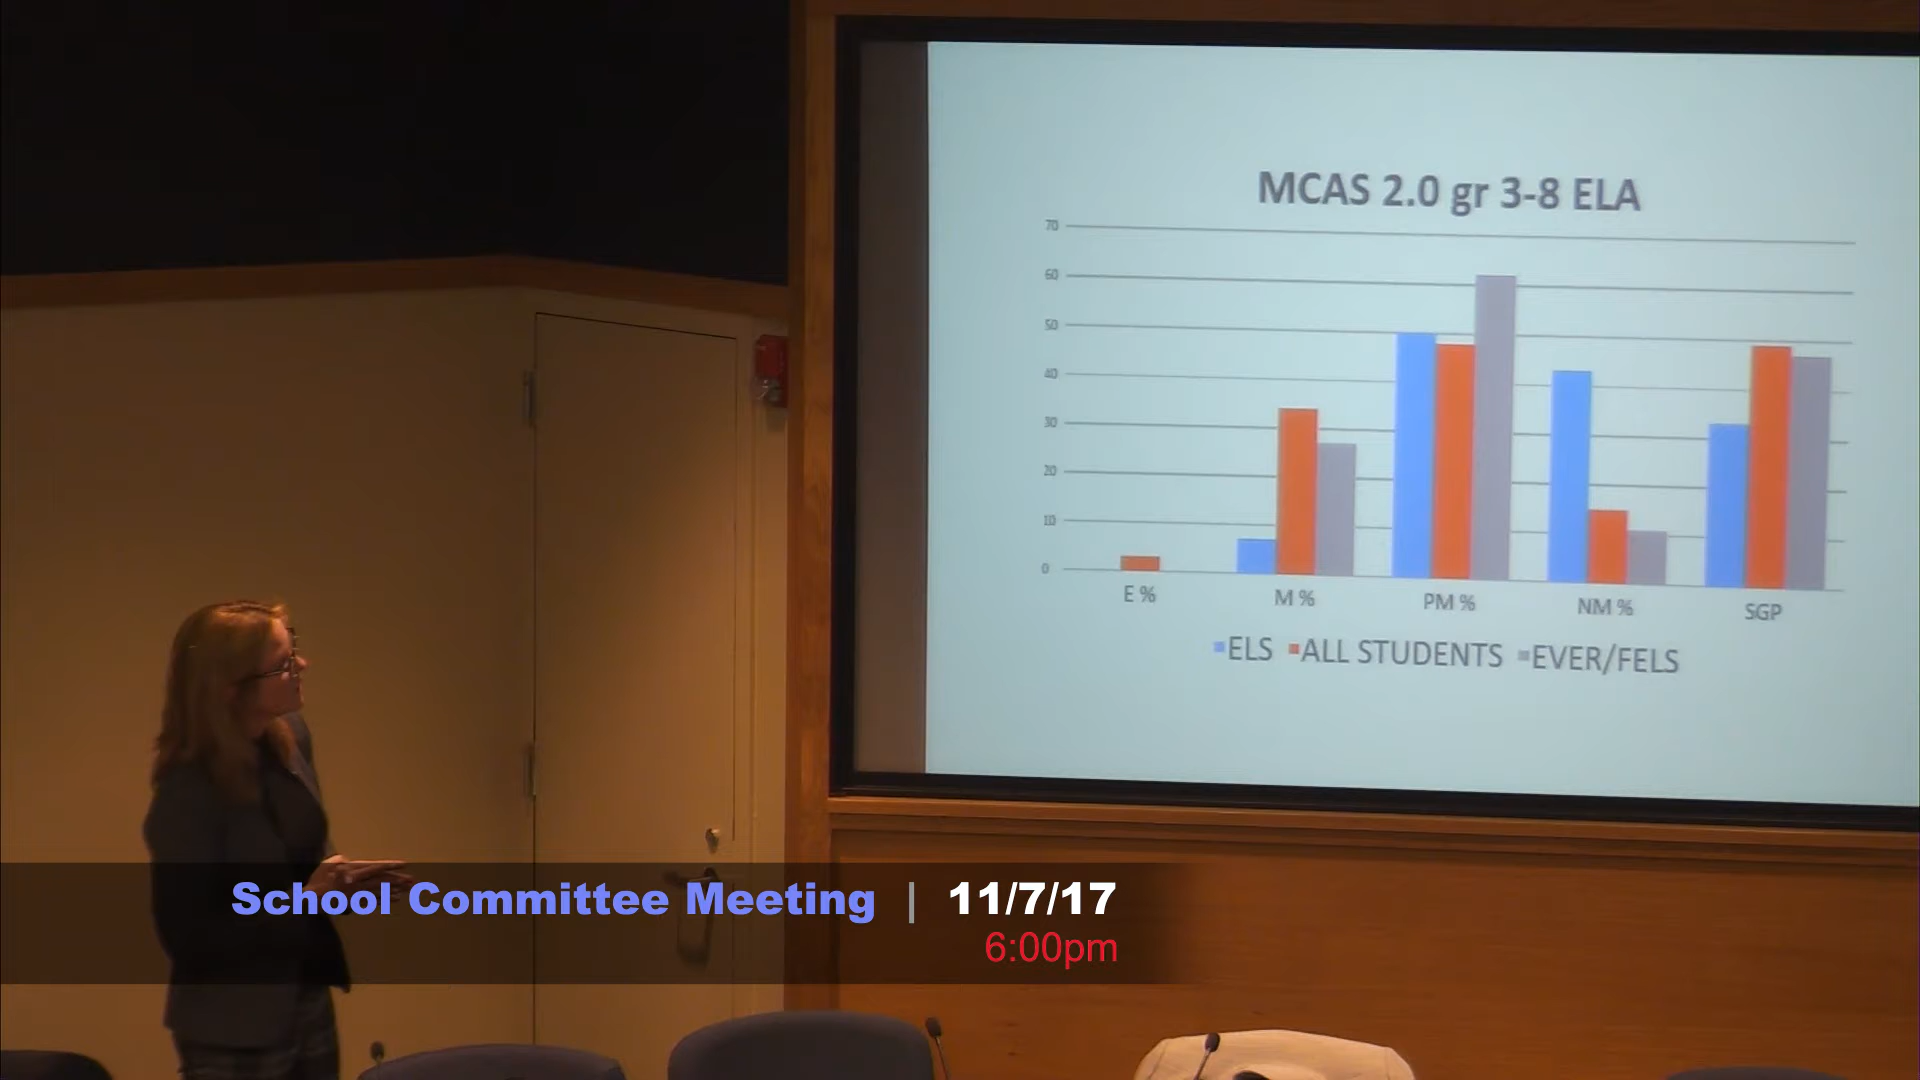 MCAS 2.0 gr 3-8 ELA
70
60
50
40
30
20
10
0
E % M % PM % NM % SGP
ELS ALL STUDENTS EVER/FELS
School Committee Meeting | 11/7/17
6:00pm